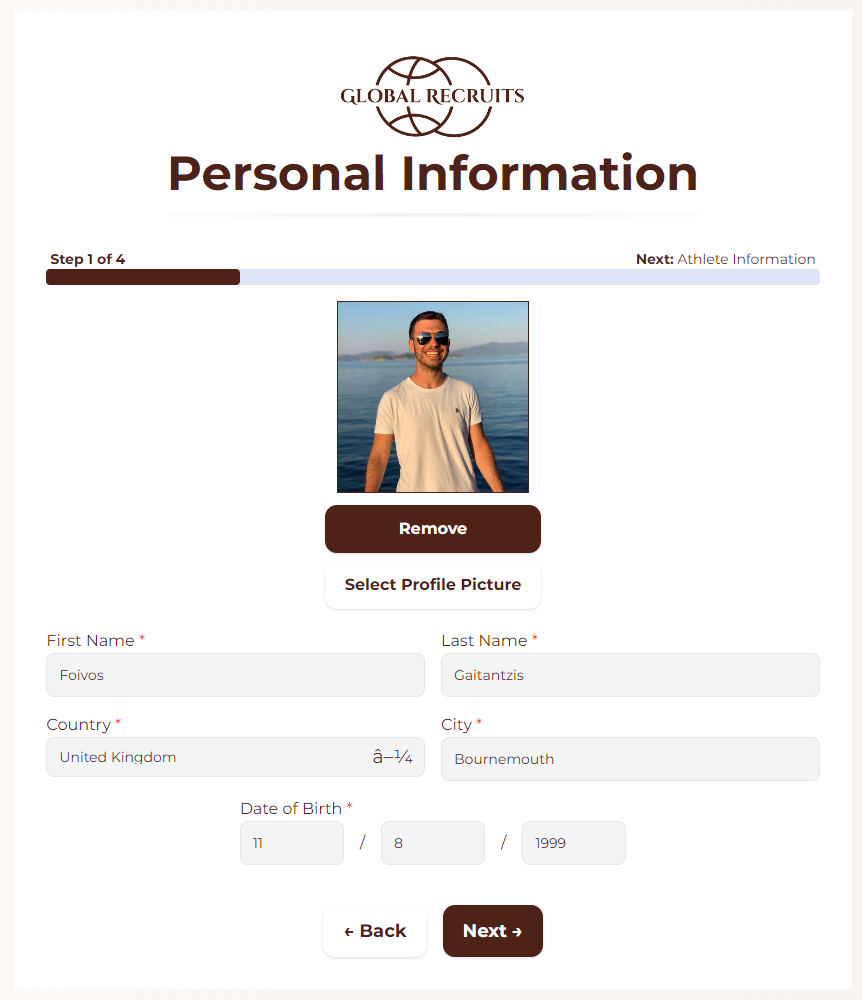 GLOBAL RECRUITS
Personal Information
Step 1 of 4
Next: Athlete Information
Remove
Select Profile Picture
First Name *
Last Name *
Foivos
Gaitantzis
Country *
City *
United Kingdom â–¼
Bournemouth
Date of Birth *
11 / 8 / 1999
← Back
Next →